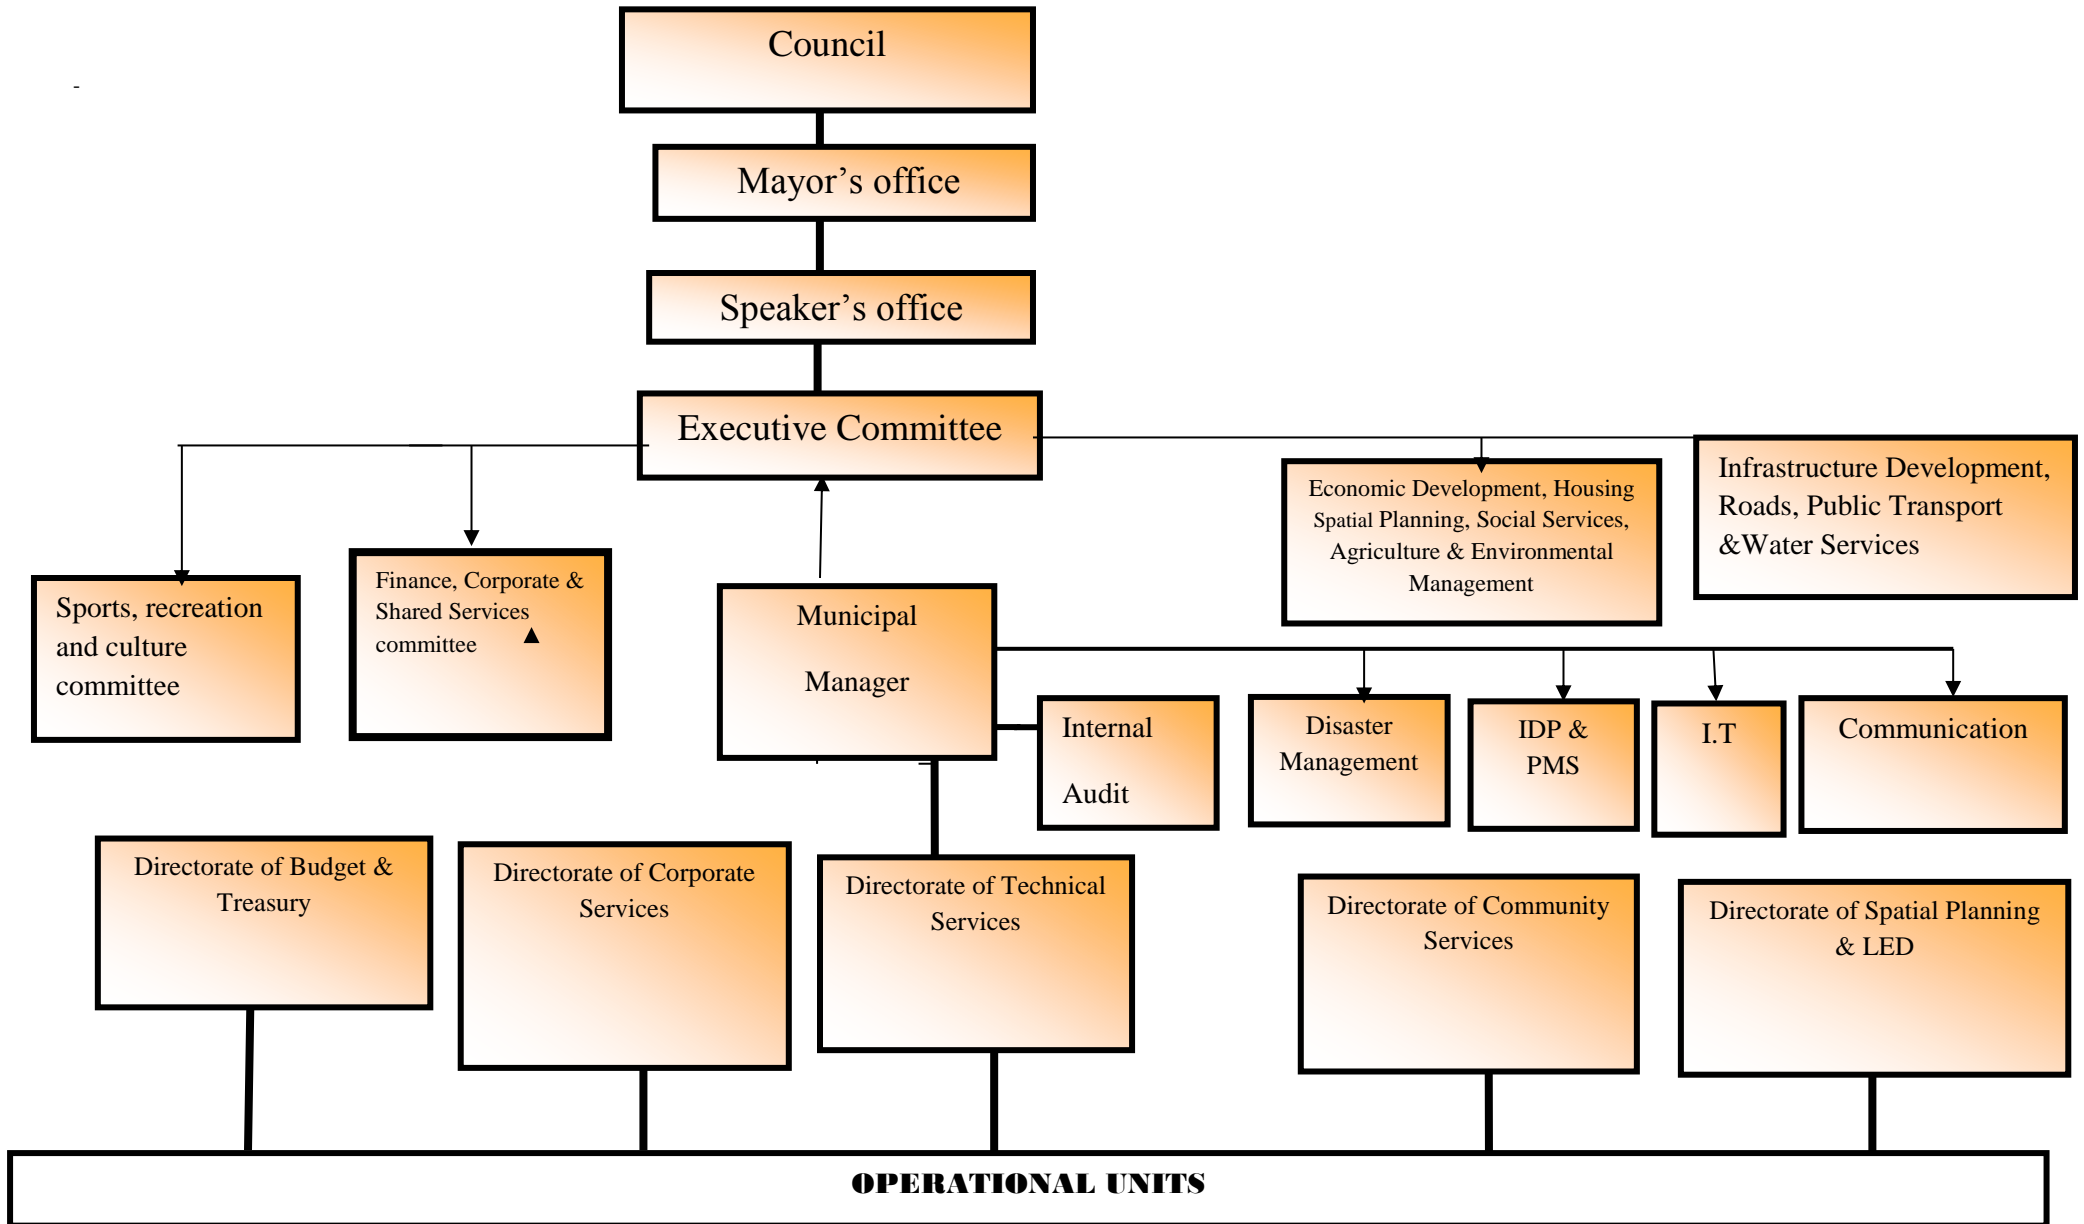 Council
-
Mayor’s office
Speaker’s office
Executive Committee
Infrastructure Development,
Roads, Public Transport
&Water Services
Economic Development, Housing
Spatial Planning, Social Services,
Agriculture & Environmental
Management
Finance, Corporate &
Shared Services
committee
Sports, recreation
and culture
committee
Municipal
Manager
Internal
Audit
Disaster
Management
IDP &
PMS
I.T
Communication
Directorate of Budget &
Treasury
Directorate of Corporate
Services
Directorate of Technical
Services
Directorate of Community
Services
Directorate of Spatial Planning
& LED
OPERATIONAL UNITS